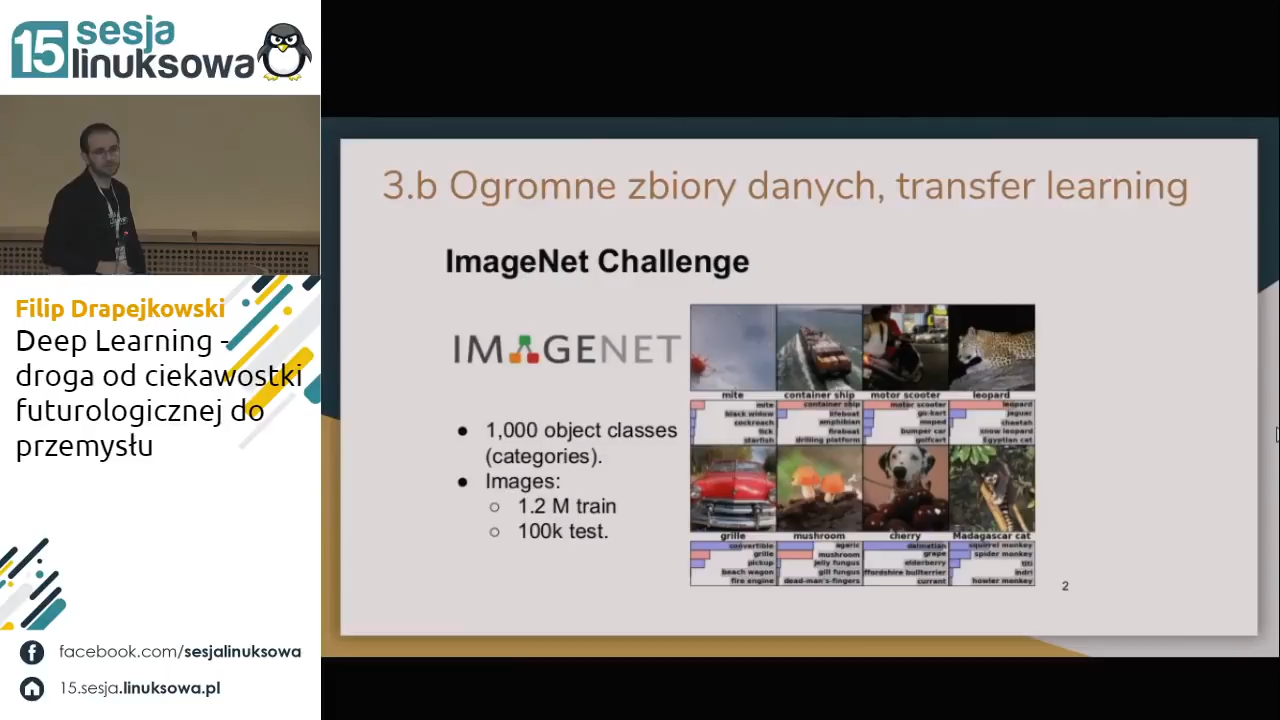 15 sesja
linuksowa
Filip Drapejkowski
Deep Learning -
droga od ciekawostki
futurologicznej do
przemysłu
facebook.com/sesjalinuksowa
15.sesja.linuksowa.pl
3.b Ogromne zbiory danych, transfer learning
ImageNet Challenge
IMAGENET
● 1,000 object classes
(categories).
● Images:
○ 1.2 M train
○ 100k test.
mite container ship motor scooter leopard
mite container ship motor scooter leopard
black widow lifeboat go-kart jaguar
cockroach amphibian moped cheetah
tick fireboat bumper car snow leopard
starfish drilling platform golfcart Egyptian cat
grille mushroom cherry Madagascar cat
convertible agaric dalmatian squirrel monkey
grille mushroom grape spider monkey
pickup jelly fungus elderberry titi
beach wagon gill fungus ffordshire bullterrier indri
fire engine dead-man's-fingers currant howler monkey
2